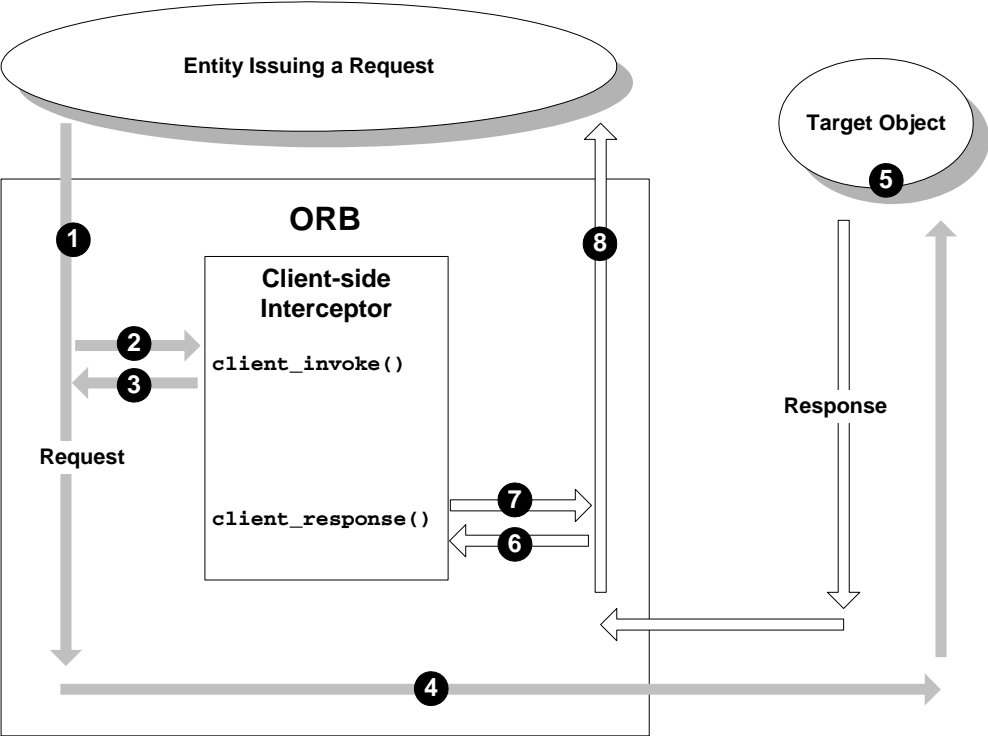 Entity Issuing a Request
Target Object
5
ORB
1
8
Client-side
Interceptor
2
client_invoke()
3
Response
Request
7
client_response()
6
4